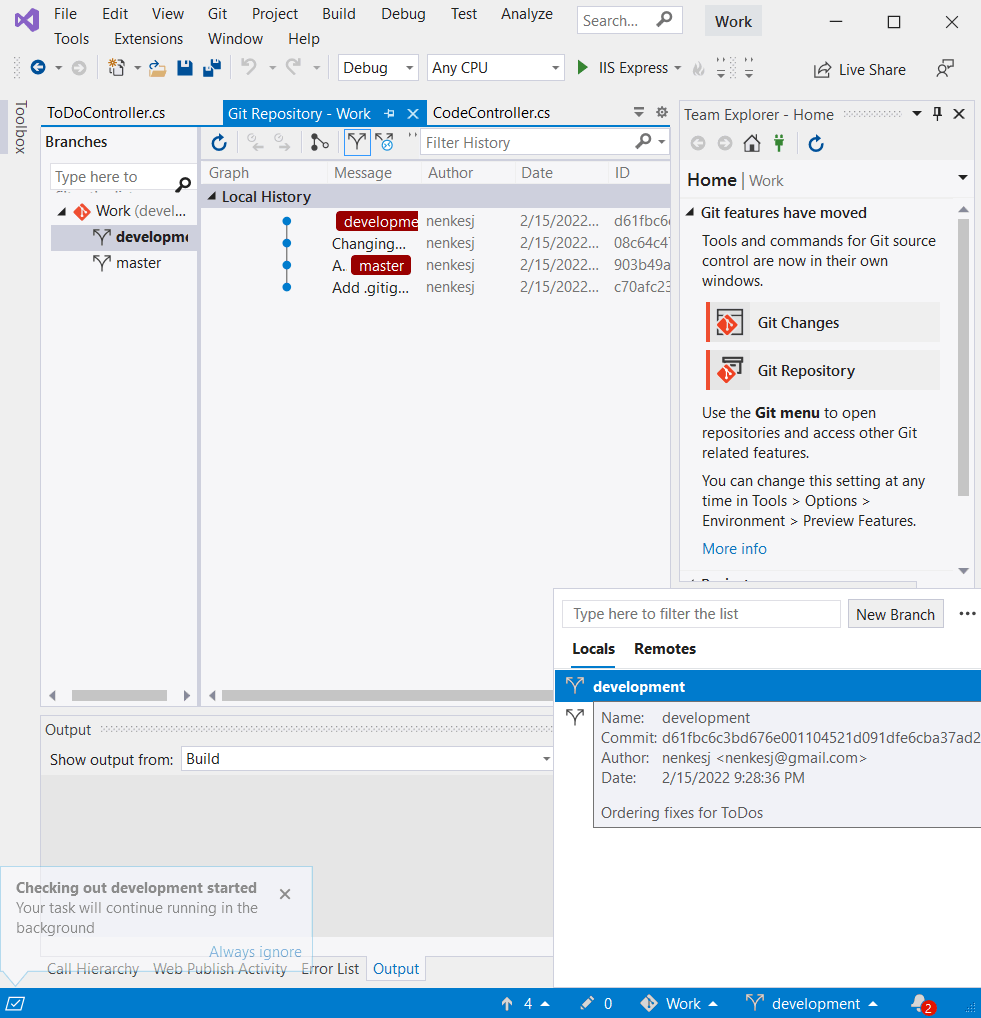 File Edit View Git Project Build Debug Test Analyze Search... Work
Tools Extensions Window Help
Debug Any CPU IIS Express Live Share
Toolbox
ToDoController.cs Git Repository - Work CodeController.cs
Branches
Type here to
Work (devel...
developme
master
Filter History
Graph Message Author Date ID
Local History
developme nenkesj 2/15/2022... d61fbc6
Changing... nenkesj 2/15/2022... 08c64c4
A.. master nenkesj 2/15/2022... 903b49a
Add .gitig... nenkesj 2/15/2022... c70afc23
Team Explorer - Home
Home | Work
Git features have moved
Tools and commands for Git source
control are now in their own
windows.
Git Changes
Git Repository
Use the Git menu to open
repositories and access other Git
related features.
You can change this setting at any
time in Tools > Options >
Environment > Preview Features.
More info
Type here to filter the list New Branch
Locals Remotes
development
Name: development
Commit: d61fbc6c3bd676e001104521d091dfe6cba37ad2
Author: nenkesj <nenkesj@gmail.com>
Date: 2/15/2022 9:28:36 PM
Ordering fixes for ToDos
Output
Show output from: Build
Checking out development started
Your task will continue running in the
background
Always ignore
Call Hierarchy Web Publish Activity Error List Output
4 0 Work development 2